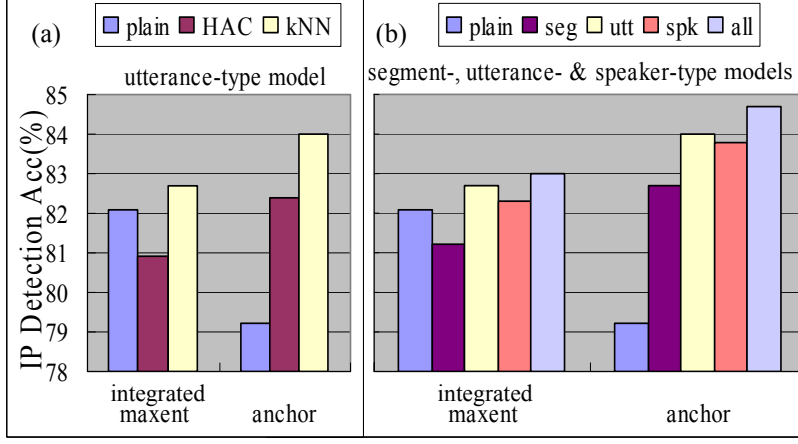 (a)
plain HAC kNN
utterance-type model
IP Detection Acc(%)
85
84
83
82
81
80
79
78
integrated
maxent
anchor
(b)
plain seg utt spk all
segment-, utterance- & speaker-type models
integrated
maxent
anchor